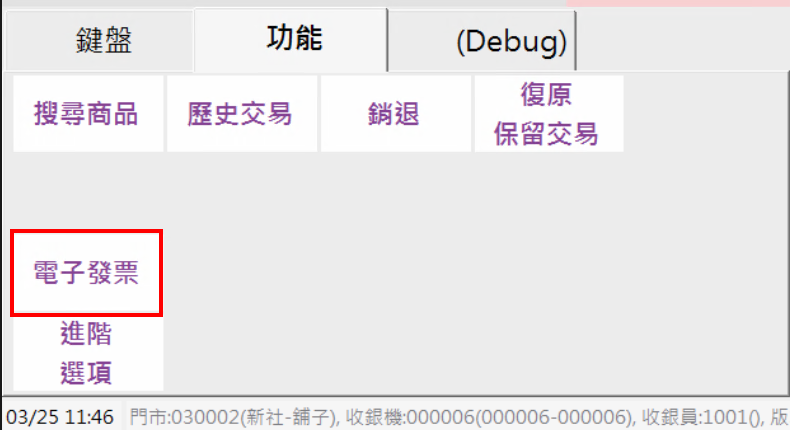 鍵盤 功能 (Debug)
搜尋商品 歷史交易 銷退 復原
保留交易
電子發票
進階
選項
03/25 11:46 門市:030002(新社-舖子), 收銀機:000006(000006-000006), 收銀員:1001(), 版